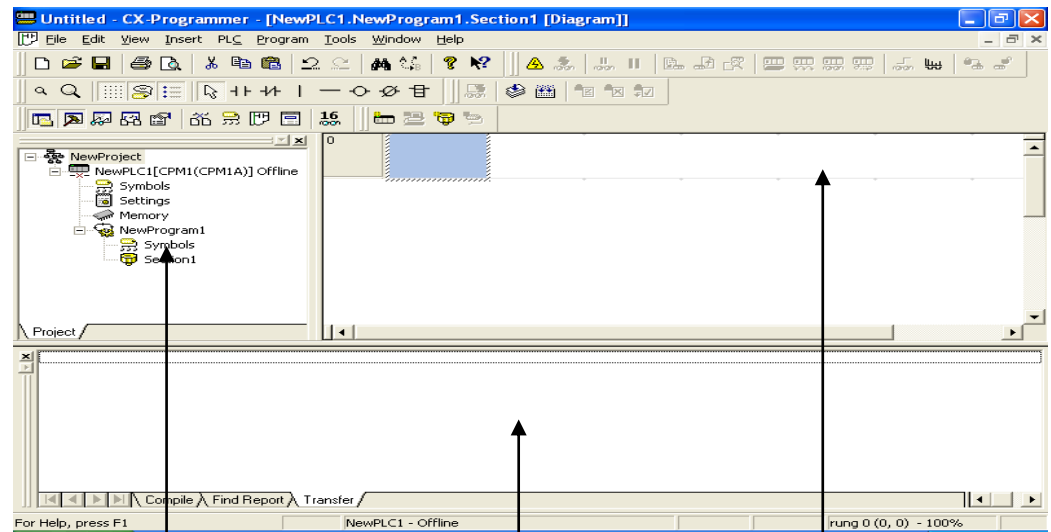 Untitled - CX-Programmer - [NewPLC1.NewProgram1.Section1 [Diagram]]
File Edit View Insert PLC Program Tools Window Help
16
NewProject
NewPLC1[CPM1(CPM1A)] Offline
Symbols
Settings
Memory
NewProgram1
Symbols
Section1
Project
0
Compile Find Report Transfer
For Help, press F1 NewPLC1 - Offline rung 0 (0, 0) - 100%